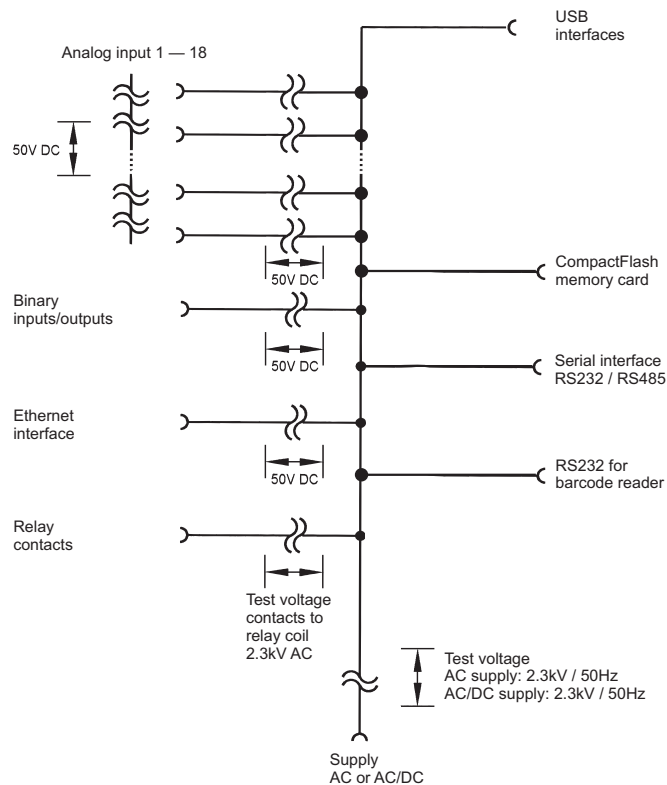 USB
interfaces
Analog input 1 — 18
50V DC
50V DC
CompactFlash
memory card
Binary
inputs/outputs
50V DC
Serial interface
RS232 / RS485
Ethernet
interface
50V DC
RS232 for
barcode reader
Relay
contacts
Test voltage
contacts to
relay coil
2.3kV AC
Test voltage
AC supply: 2.3kV / 50Hz
AC/DC supply: 2.3kV / 50Hz
Supply
AC or AC/DC